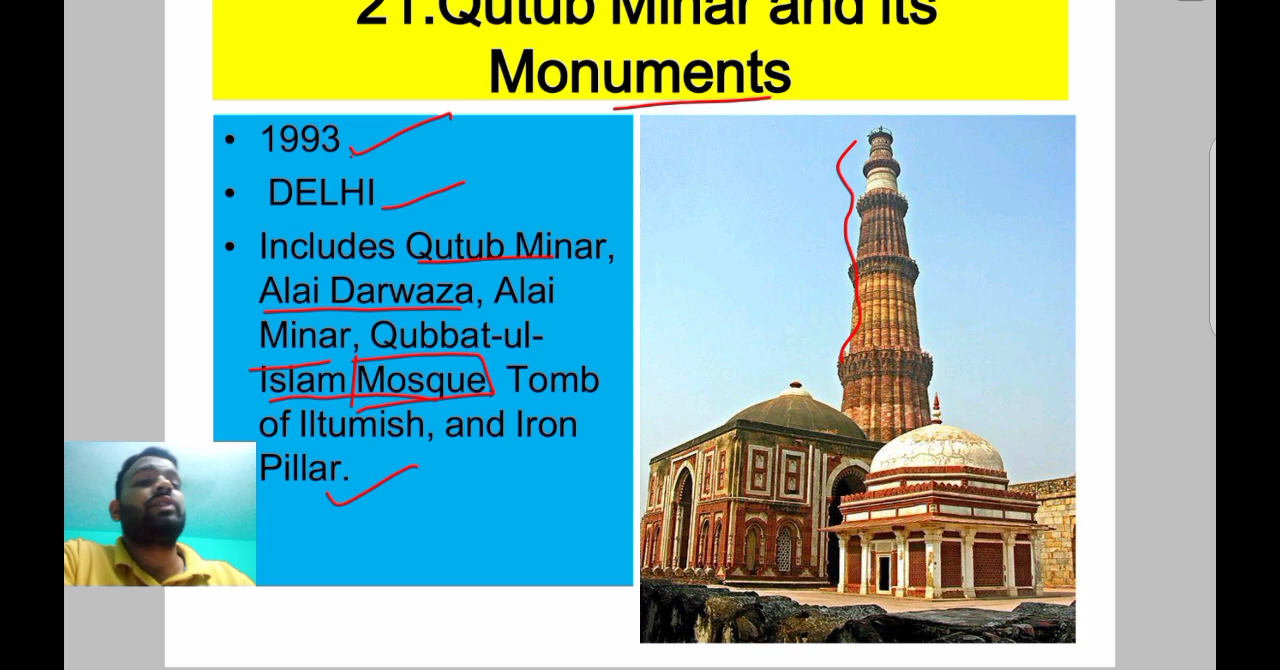 21.Qutub Minar and its
Monuments
• 1993
• DELHI
• Includes Qutub Minar,
Alai Darwaza, Alai
Minar, Qubbat-ul-
Islam Mosque, Tomb
of Iltumish, and Iron
Pillar.